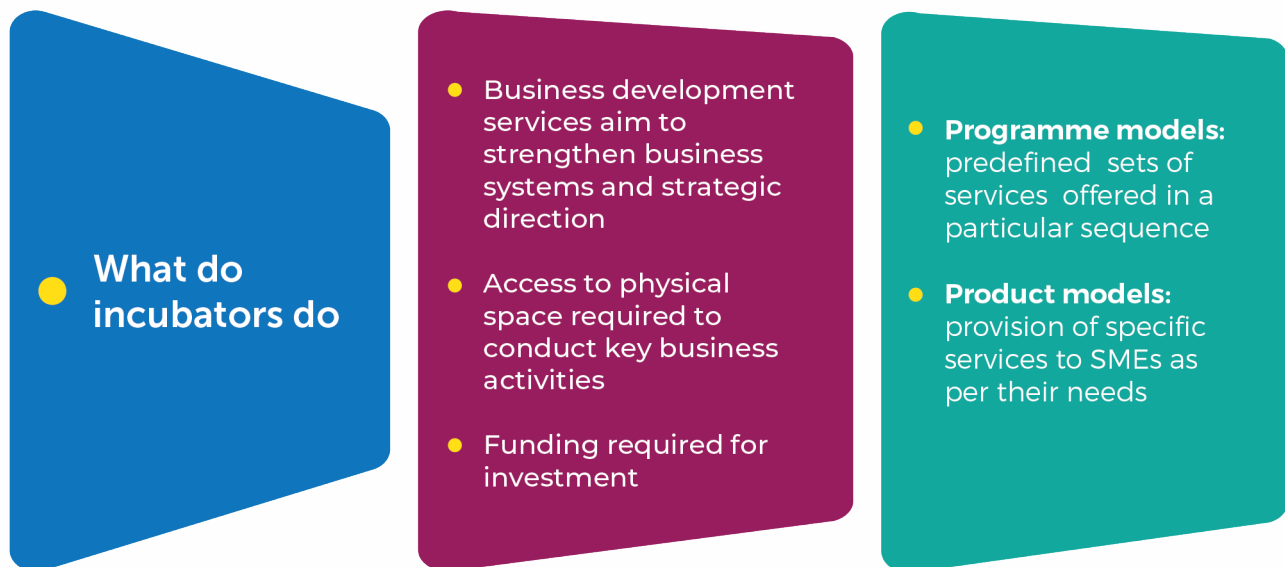 What do
incubators do
Business development
services aim to
strengthen business
systems and strategic
direction
Access to physical
space required to
conduct key business
activities
Funding required for
investment
Programme models:
predefined sets of
services offered in a
particular sequence
Product models:
provision of specific
services to SMEs as
per their needs